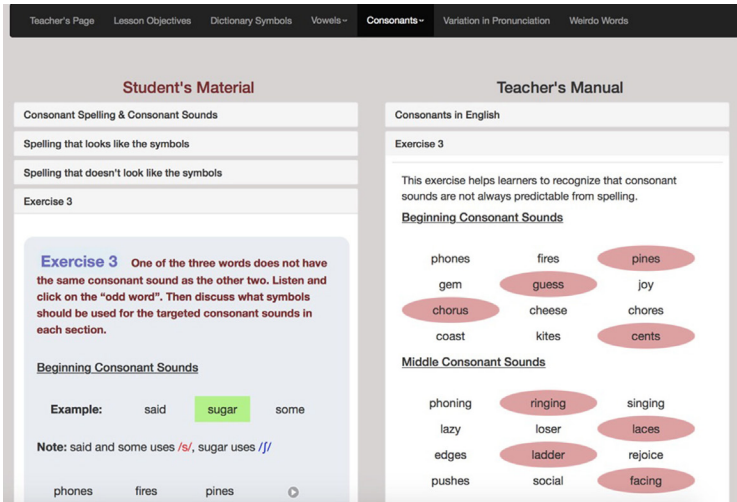 Teacher's Page Lesson Objectives Dictionary Symbols Vowels Consonants Variation in Pronunciation Weirdo Words
Student's Material
Consonant Spelling & Consonant Sounds
Spelling that looks like the symbols
Spelling that doesn't look like the symbols
Exercise 3
Exercise 3 One of the three words does not have
the same consonant sound as the other two. Listen and
click on the “odd word”. Then discuss what symbols
should be used for the targeted consonant sounds in
each section.
Beginning Consonant Sounds
Example: said sugar some
Note: said and some uses /s/, sugar uses /ʃ/
phones fires pines
Teacher's Manual
Consonants in English
Exercise 3
This exercise helps learners to recognize that consonant
sounds are not always predictable from spelling.
Beginning Consonant Sounds
phones fires pines
gem guess joy
chorus cheese chores
coast kites cents
Middle Consonant Sounds
phoning ringing singing
lazy loser laces
edges ladder rejoice
pushes social facing